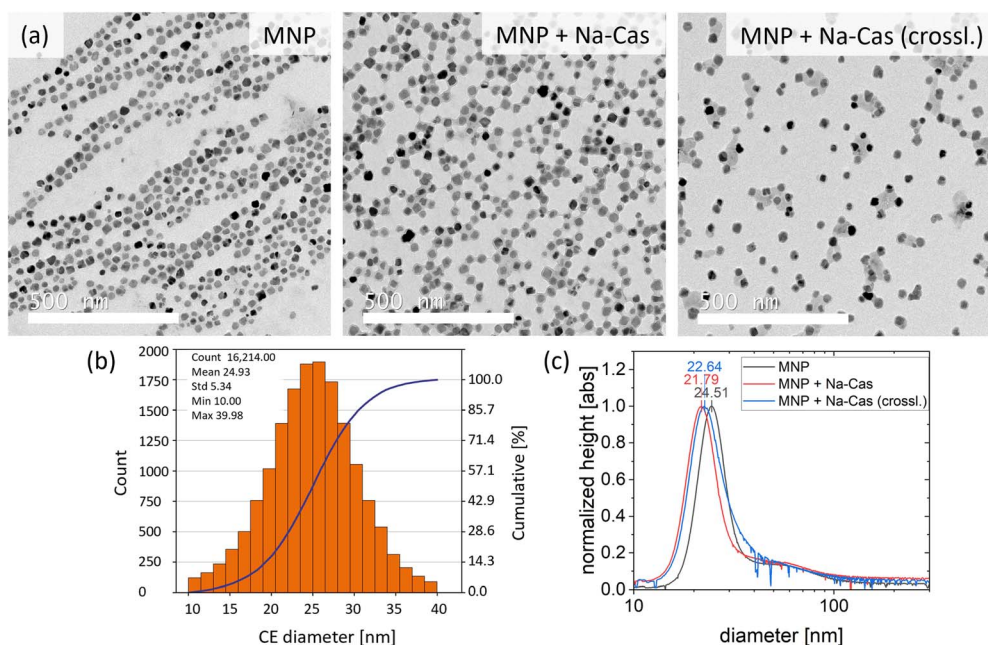 (a)
MNP
MNP + Na-Cas
MNP + Na-Cas (crossl.)
500 nm
500 nm
500 nm
(b)
2000
1750
1500
1250
1000
750
500
250
0
Count
Count 16,214.00
Mean 24.93
Std 5.34
Min 10.00
Max 39.98
100.0
85.7
71.4
57.1
42.9
28.6
14.3
0.0
Cumulative [%]
10 15 20 25 30 35 40
CE diameter [nm]
(c)
22.64
21.79
24.51
MNP
MNP + Na-Cas
MNP + Na-Cas (crossl.)
1.2
1.0
0.8
0.6
0.4
0.2
0.0
normalized height [abs]
10 100
diameter [nm]